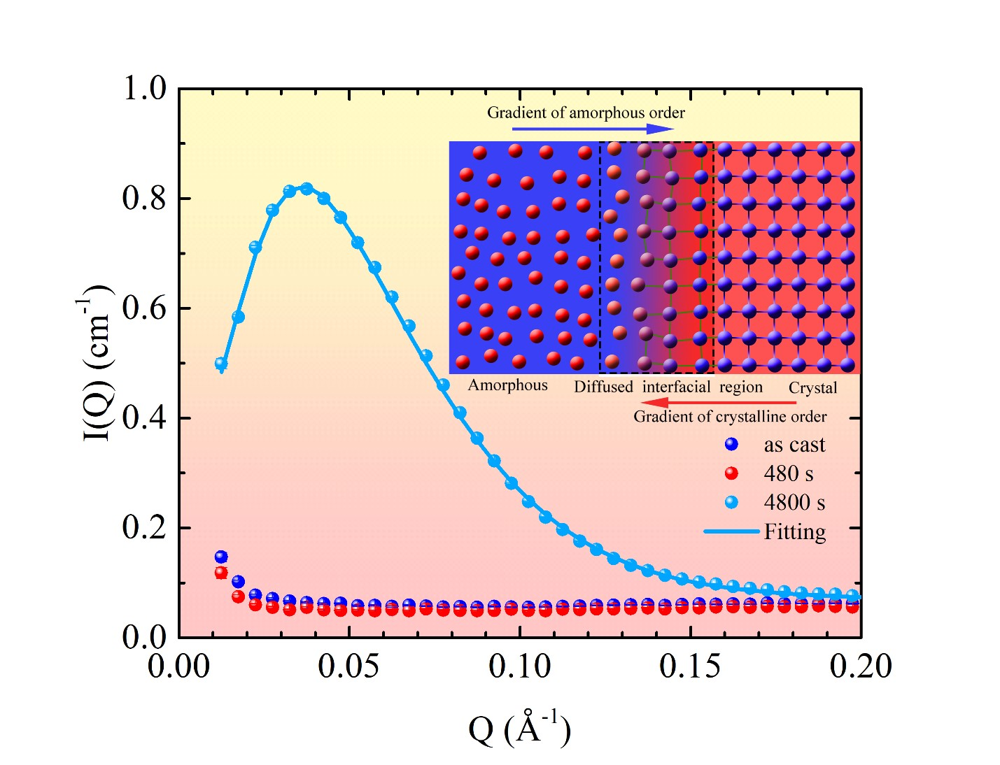 1.0
0.8
0.6
0.4
0.2
0.0
I(Q) (cm⁻¹)
Gradient of amorphous order
Amorphous Diffused interfacial region Crystal
Gradient of crystalline order
as cast
480 s
4800 s
Fitting
0.00 0.05 0.10 0.15 0.20
Q (Å⁻¹)